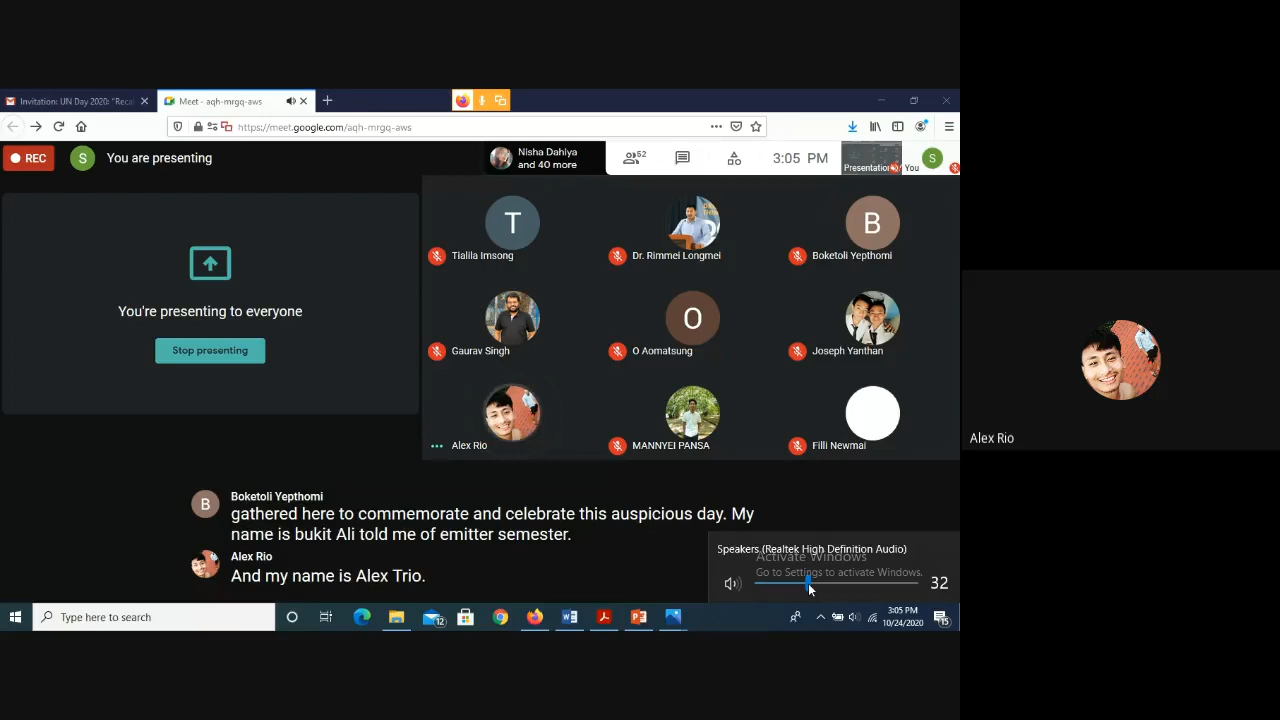 Invitation: UN Day 2020: "Reca
Meet - aqh-mrgq-aws
https://meet.google.com/aqh-mrgq-aws
REC
S
You are presenting
Nisha Dahiya
and 40 more
52
3:05 PM
Presentation
You
S
You're presenting to everyone
Stop presenting
T
Tialila Imsong
Dr. Rimmei Longmei
B
Boketoli Yepthomi
Gaurav Singh
O
O Aomatsung
Joseph Yanthan
Alex Rio
MANNYEI PANSA
Filli Newmai
Alex Rio
B
Boketoli Yepthomi
gathered here to commemorate and celebrate this auspicious day. My
name is bukit Ali told me of emitter semester.
Alex Rio
And my name is Alex Trio.
Speakers (Realtek High Definition Audio)
Activate Windows
Go to Settings to activate Windows.
32
Type here to search
12
3:05 PM
10/24/2020
15